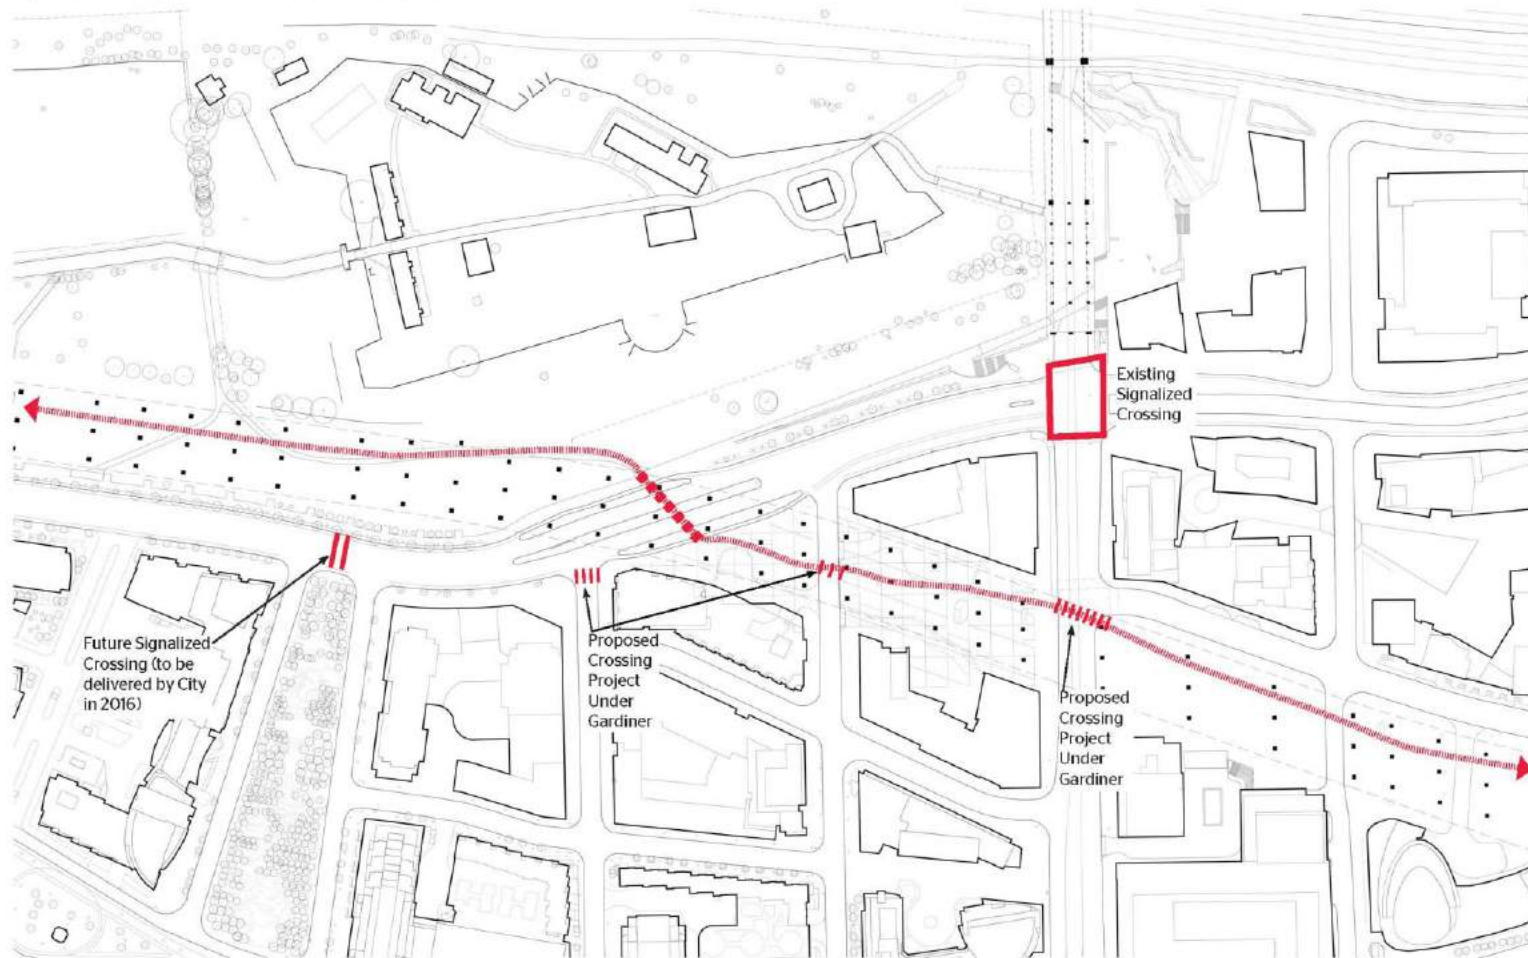 Existing
Signalized
Crossing
Future Signalized
Crossing (to be
delivered by City
in 2016)
Proposed
Crossing
Project
Under
Gardiner
Proposed
Crossing
Project
Under
Gardiner